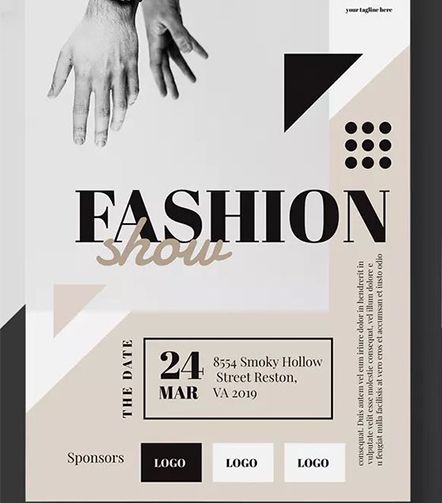 your tagline here
FASHION
show
THE DATE
24
MAR
8554 Smoky Hollow
Street Reston,
VA 2019
consequat. Duis autem vel eum iriure dolor in hendrerit in
vulputate velit esse molestie consequat, vel illum dolore e
u feugiat nulla facilisis at vero eros et accumsan et iusto odio
Sponsors
LOGO
LOGO
LOGO